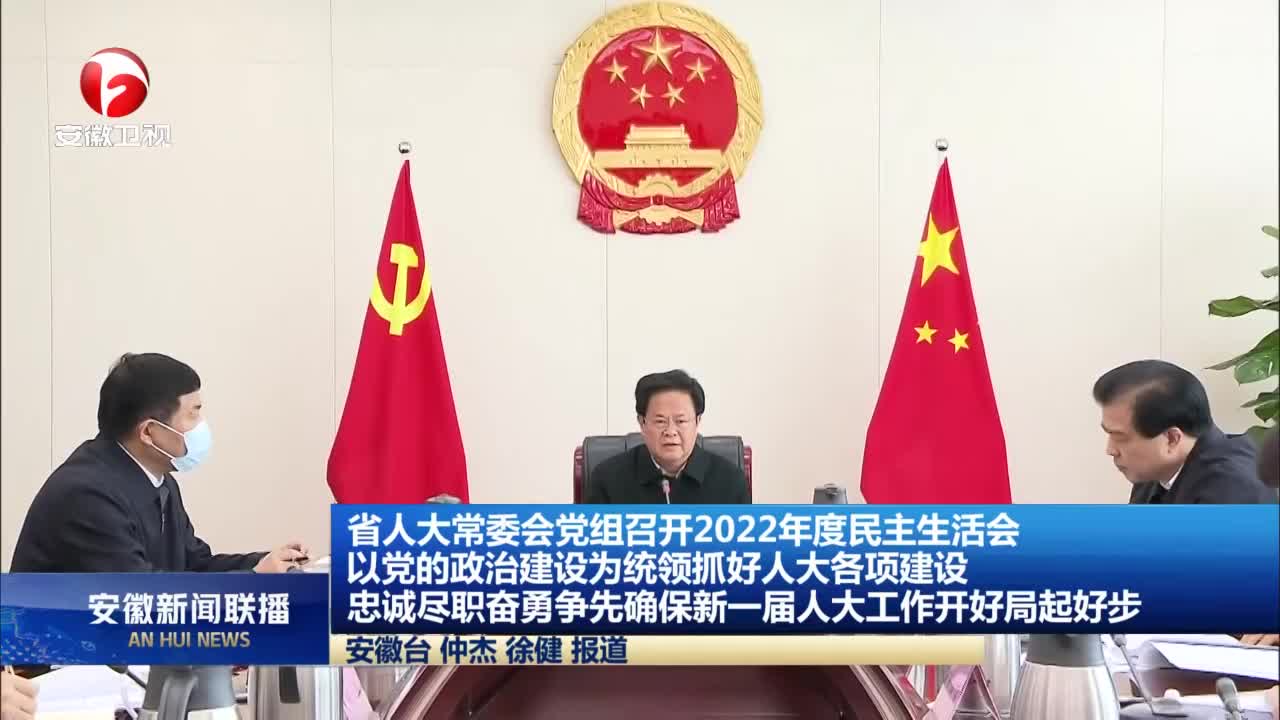 安徽卫视
省人大常委会党组召开2022年度民主生活会
以党的政治建设为统领抓好人大各项建设
忠诚尽职奋勇争先确保新一届人大工作开好局起好步
安徽新闻联播
AN HUI NEWS
安徽台 仲杰 徐健 报道